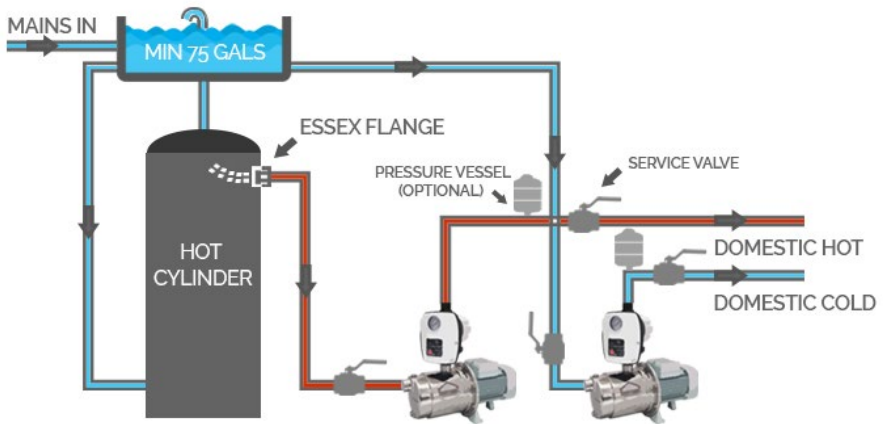 MAINS IN
MIN 75 GALS
ESSEX FLANGE
PRESSURE VESSEL
(OPTIONAL)
SERVICE VALVE
HOT
CYLINDER
DOMESTIC HOT
DOMESTIC COLD